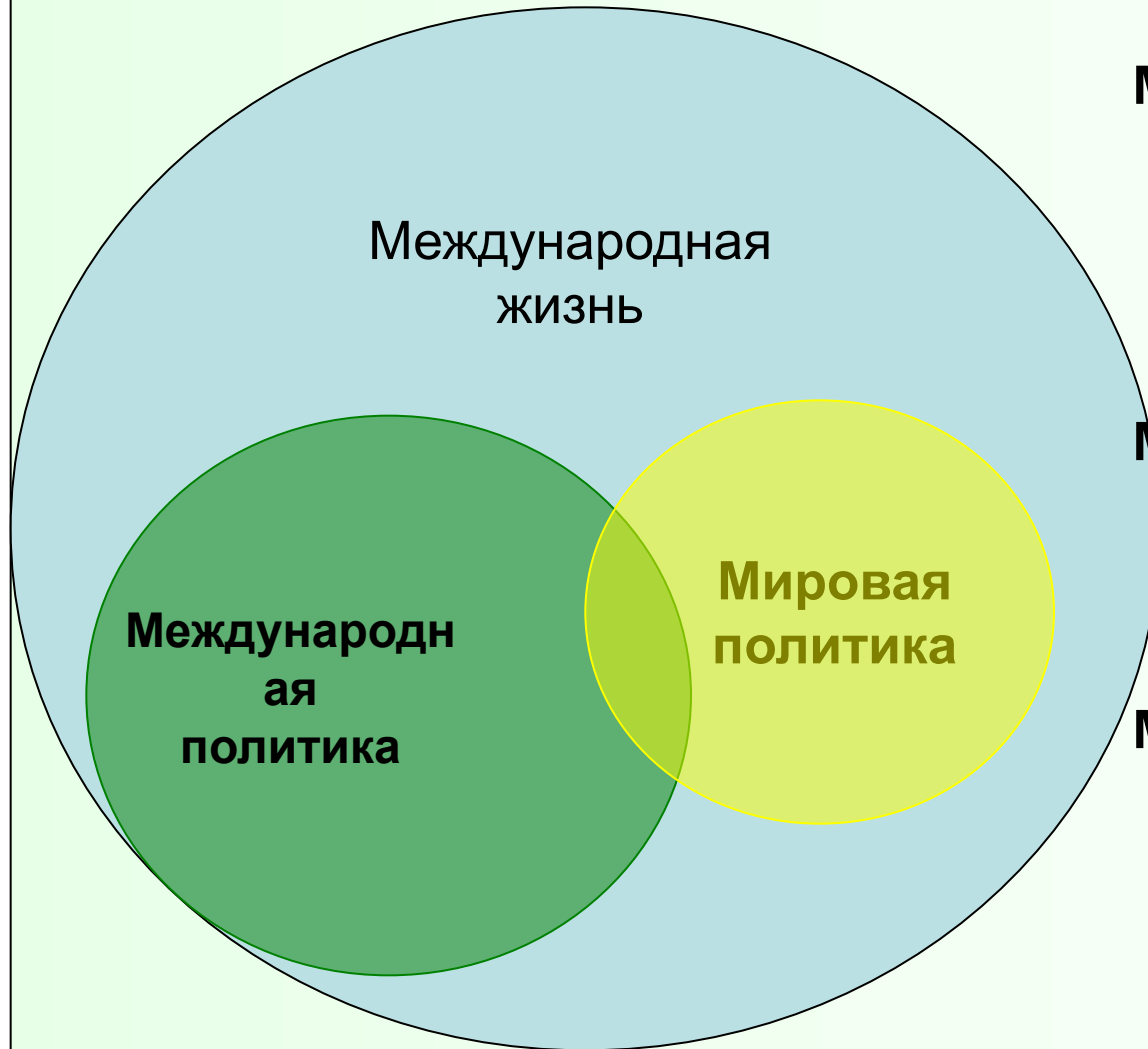 Международная
жизнь
Мировая
политика
Международн
ая
политика
М
М
М